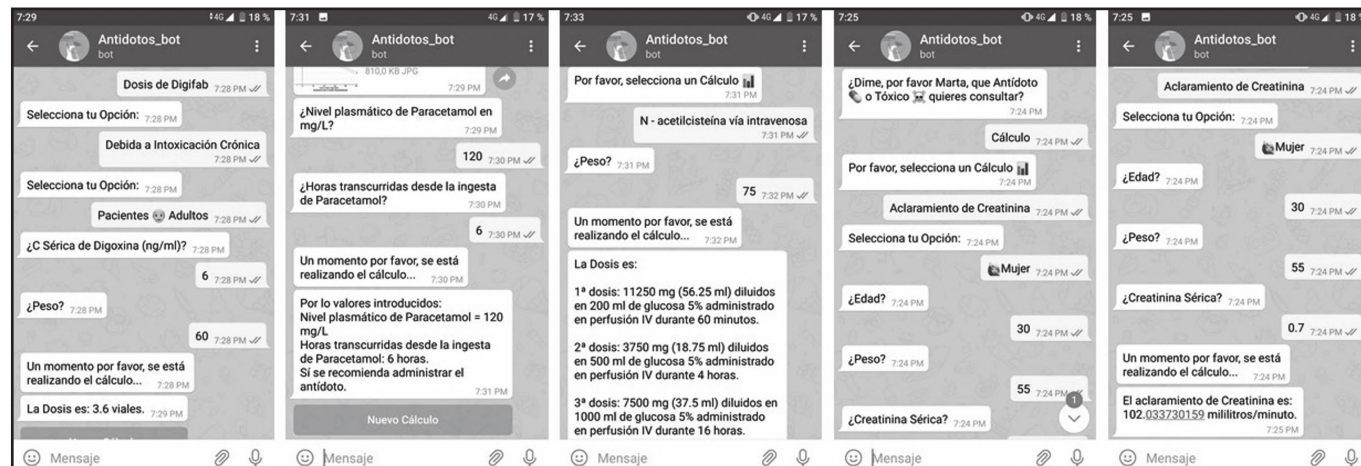 7:29
4G 18 %
Antidotos_bot
bot
Dosis de Digifab 7:28 PM
Selecciona tu Opción: 7:28 PM
Debida a Intoxicación Crónica
7:28 PM
Selecciona tu Opción: 7:28 PM
Pacientes Adultos 7:28 PM
¿C Sérica de Digoxina (ng/ml)? 7:28 PM
6 7:28 PM
¿Peso? 7:28 PM
60 7:28 PM
Un momento por favor, se está
realizando el cálculo... 7:28 PM
La Dosis es: 3.6 viales. 7:29 PM
Mensaje
7:31
4G 17 %
Antidotos_bot
bot
810,0 KB JPG
7:29 PM
¿Nivel plasmático de Paracetamol en
mg/L?
7:29 PM
120 7:30 PM
¿Horas transcurridas desde la ingesta
de Paracetamol?
7:30 PM
6 7:30 PM
Un momento por favor, se está
realizando el cálculo... 7:30 PM
Por lo valores introducidos:
Nivel plasmático de Paracetamol = 120
mg/L
Horas transcurridas desde la ingesta
de Paracetamol: 6 horas.
Sí se recomienda administrar el
antídoto.
7:31 PM
Nuevo Cálculo
Mensaje
7:33
4G 17 %
Antidotos_bot
bot
Por favor, selecciona un Cálculo
7:31 PM
N - acetilcisteína vía intravenosa
7:31 PM
¿Peso? 7:31 PM
75 7:32 PM
Un momento por favor, se está
realizando el cálculo... 7:32 PM
La Dosis es:
1ª dosis: 11250 mg (56.25 ml) diluidos
en 200 ml de glucosa 5% administrado
en perfusión IV durante 60 minutos.
2ª dosis: 3750 mg (18.75 ml) diluidos
en 500 ml de glucosa 5% administrado
en perfusión IV durante 4 horas.
3ª dosis: 7500 mg (37.5 ml) diluidos en
1000 ml de glucosa 5% administrado
en perfusión IV durante 16 horas.
Mensaje
7:25
4G 18 %
Antidotos_bot
bot
¿Dime, por favor Marta, que Antídoto
o Tóxico quieres consultar?
7:24 PM
Cálculo 7:24 PM
Por favor, selecciona un Cálculo
7:24 PM
Aclaramiento de Creatinina 7:24 PM
Selecciona tu Opción: 7:24 PM
Mujer 7:24 PM
¿Edad? 7:24 PM
30 7:24 PM
¿Peso? 7:24 PM
55 7:24 PM
1
¿Creatinina Sérica? 7:24 PM
Mensaje
7:25
4G 18 %
Antidotos_bot
bot
Aclaramiento de Creatinina 7:24 PM
Selecciona tu Opción: 7:24 PM
Mujer 7:24 PM
¿Edad? 7:24 PM
30 7:24 PM
¿Peso? 7:24 PM
55 7:24 PM
¿Creatinina Sérica? 7:24 PM
0.7 7:24 PM
Un momento por favor, se está
realizando el cálculo... 7:24 PM
El aclaramiento de Creatinina es:
102.033730159 mililitros/minuto.
7:25 PM
Mensaje